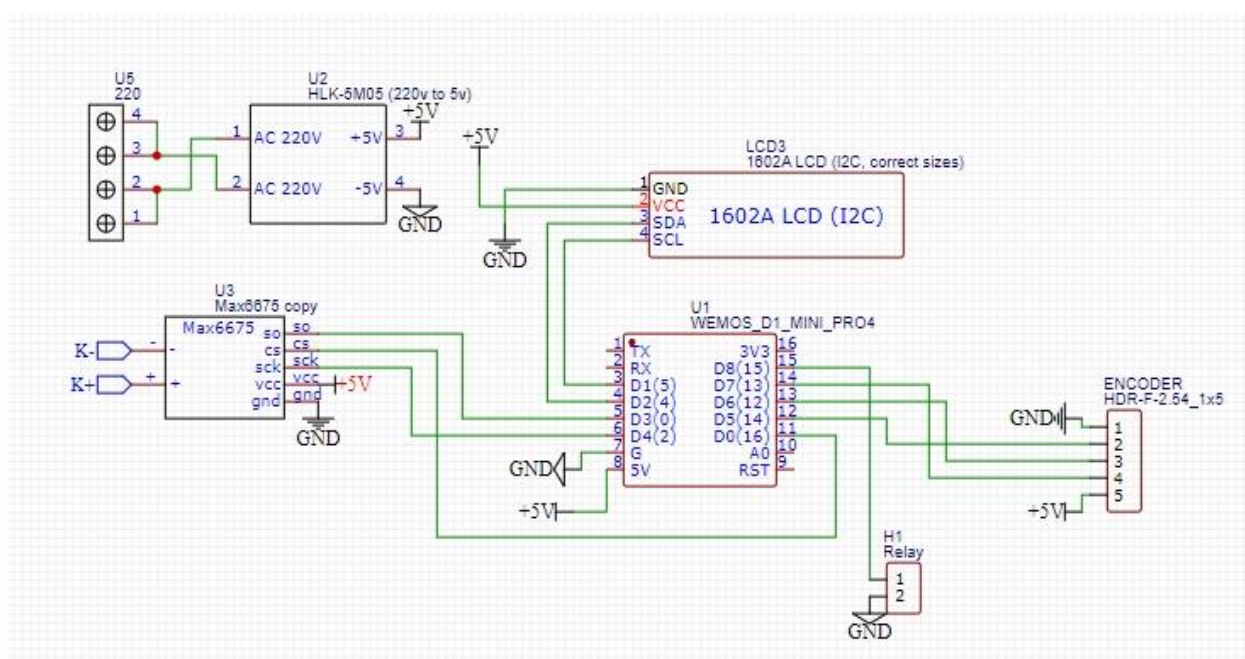 U5
220
4
3
2
1
U2
HLK-5M05 (220v to 5v)
1
AC 220V
+5V
3
+5V
2
AC 220V
-5V
4
GND
+5V
GND
LCD3
1602A LCD (I2C, correct sizes)
1
GND
2
VCC
3
SDA
4
SCL
1602A LCD (I2C)
U3
Max6675 copy
Max6675
K-
-
-
K+
+
+
so
so
cs
cs
sck
sck
vcc
vcc
+5V
gnd
gnd
GND
U1
WEMOS_D1_MINI_PRO4
1
TX
3V3
16
2
RX
D8(15)
15
3
D1(5)
D7(13)
14
4
D2(4)
D6(12)
13
5
D3(0)
D5(14)
12
6
D4(2)
D0(16)
11
7
G
A0
10
8
5V
RST
9
GND
+5V
ENCODER
HDR-F-2.54_1x5
GND
1
2
3
4
5
+5V
H1
Relay
1
2
GND